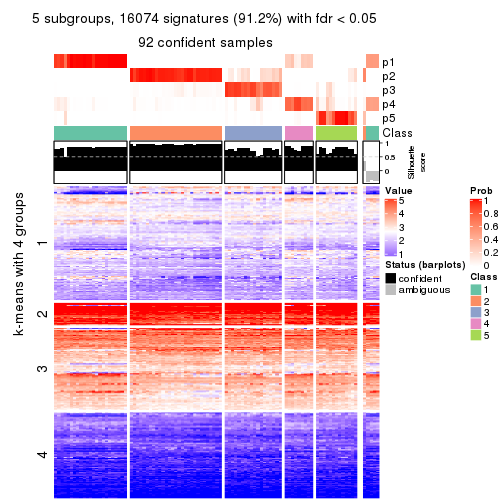 5 subgroups, 16074 signatures (91.2%) with fdr < 0.05
92 confident samples
p1
p2
p3
p4
p5
Class
1
0.5
0
Silhouette
score
k-means with 4 groups
1
2
3
4
Value
5
4
3
2
1
Status (barplots)
confident
ambiguous
Prob
1
0.8
0.6
0.4
0.2
0
Class
1
2
3
4
5